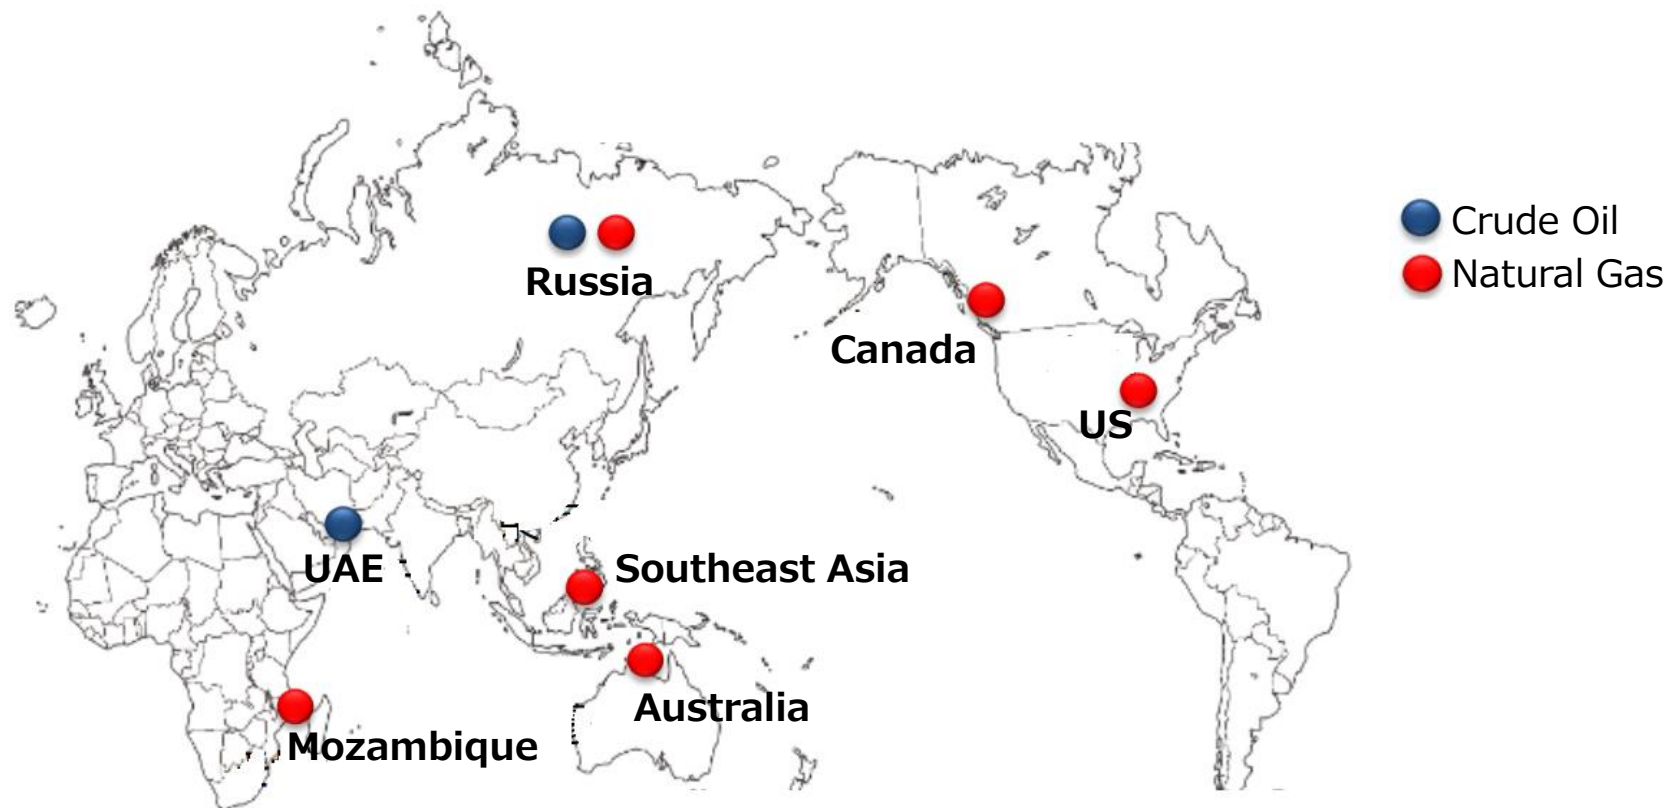 Crude Oil
Natural Gas
Russia
Canada
US
UAE
Southeast Asia
Australia
Mozambique